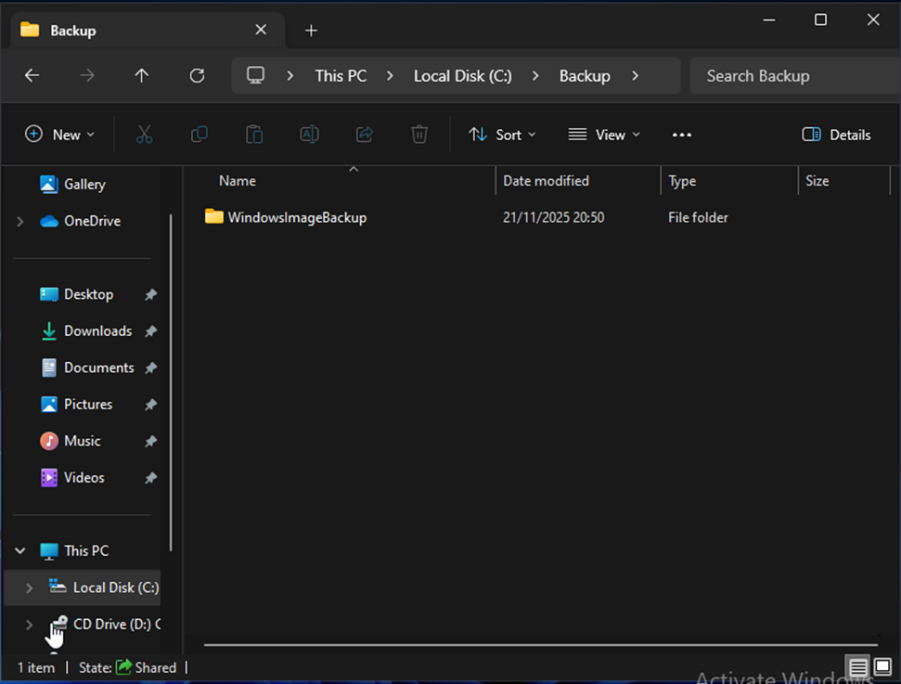 Backup
This PC Local Disk (C:) Backup Search Backup
New Sort View Details
Name Date modified Type Size
Gallery
WindowsImageBackup 21/11/2025 20:50 File folder
OneDrive
Desktop
Downloads
Documents
Pictures
Music
Videos
This PC
Local Disk (C:)
CD Drive (D:) C
1 item State: Shared
Activate Windows